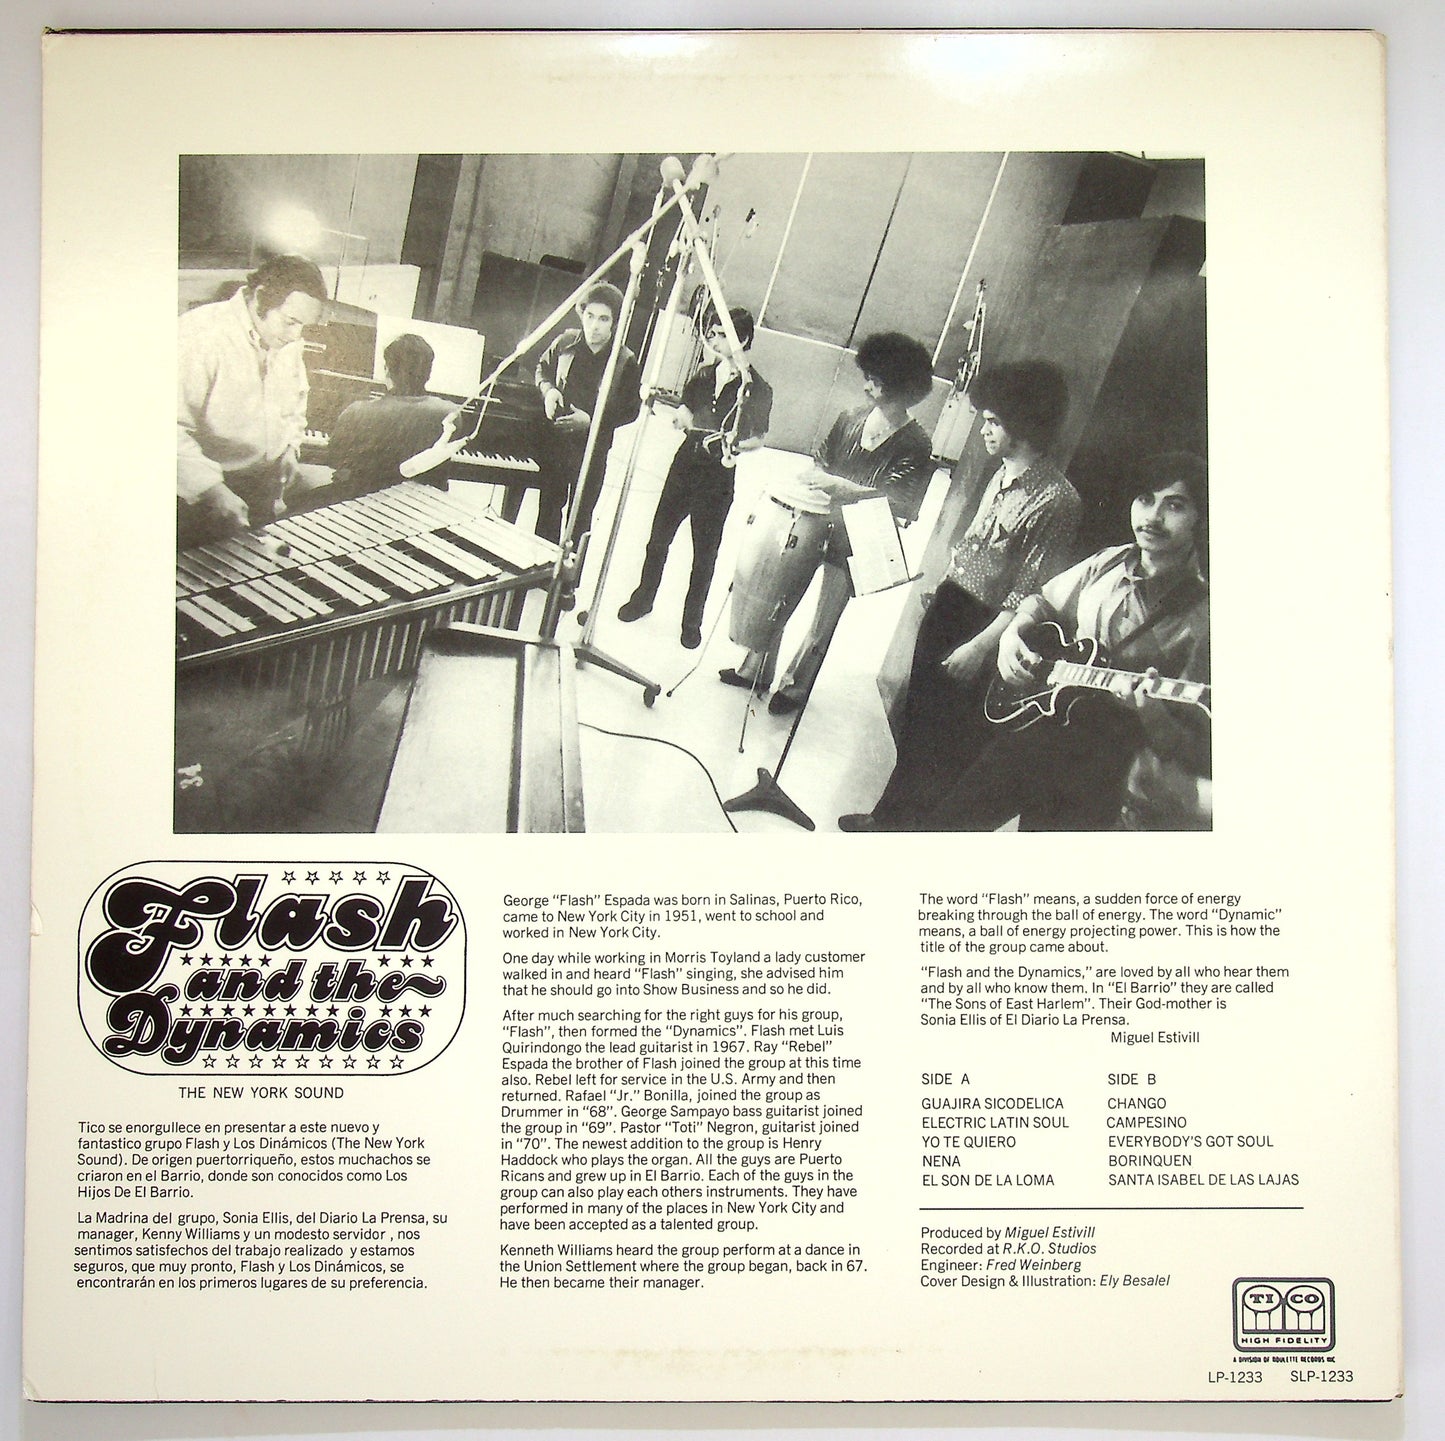 Flash
and the
Dynamics
THE NEW YORK SOUND
Tico se enorgullece en presentar a este nuevo y
fantastico grupo Flash y Los Dinámicos (The New York
Sound). De origen puertorriqueño, estos muchachos se
criaron en el Barrio, donde son conocidos como Los
Hijos De El Barrio.
La Madrina del grupo, Sonia Ellis, del Diario La Prensa, su
manager, Kenny Williams y un modesto servidor , nos
sentimos satisfechos del trabajo realizado y estamos
seguros, que muy pronto, Flash y Los Dinámicos, se
encontrarán en los primeros lugares de su preferencia.
George "Flash" Espada was born in Salinas, Puerto Rico,
came to New York City in 1951, went to school and
worked in New York City.
One day while working in Morris Toyland a lady customer
walked in and heard "Flash" singing, she advised him
that he should go into Show Business and so he did.
After much searching for the right guys for his group,
"Flash", then formed the "Dynamics". Flash met Luis
Quirindongo the lead guitarist in 1967. Ray "Rebel"
Espada the brother of Flash joined the group at this time
also. Rebel left for service in the U.S. Army and then
returned. Rafael "Jr." Bonilla, joined the group as
Drummer in "68". George Sampayo bass guitarist joined
the group in "69". Pastor "Toti" Negron, guitarist joined
in "70". The newest addition to the group is Henry
Haddock who plays the organ. All the guys are Puerto
Ricans and grew up in El Barrio. Each of the guys in the
group can also play each others instruments. They have
performed in many of the places in New York City and
have been accepted as a talented group.
Kenneth Williams heard the group perform at a dance in
the Union Settlement where the group began, back in 67.
He then became their manager.
The word "Flash" means, a sudden force of energy
breaking through the ball of energy. The word "Dynamic"
means, a ball of energy projecting power. This is how the
title of the group came about.
"Flash and the Dynamics," are loved by all who hear them
and by all who know them. In "El Barrio" they are called
"The Sons of East Harlem". Their God-mother is
Sonia Ellis of El Diario La Prensa.
Miguel Estivill
SIDE A
GUAJIRA SICODELICA
ELECTRIC LATIN SOUL
YO TE QUIERO
NENA
EL SON DE LA LOMA
SIDE B
CHANGO
CAMPESINO
EVERYBODY'S GOT SOUL
BORINQUEN
SANTA ISABEL DE LAS LAJAS
Produced by Miguel Estivill
Recorded at R.K.O. Studios
Engineer: Fred Weinberg
Cover Design & Illustration: Ely Besalel
TICO
HIGH FIDELITY
A DIVISION OF ROULETTE RECORDS INC
LP-1233 SLP-1233